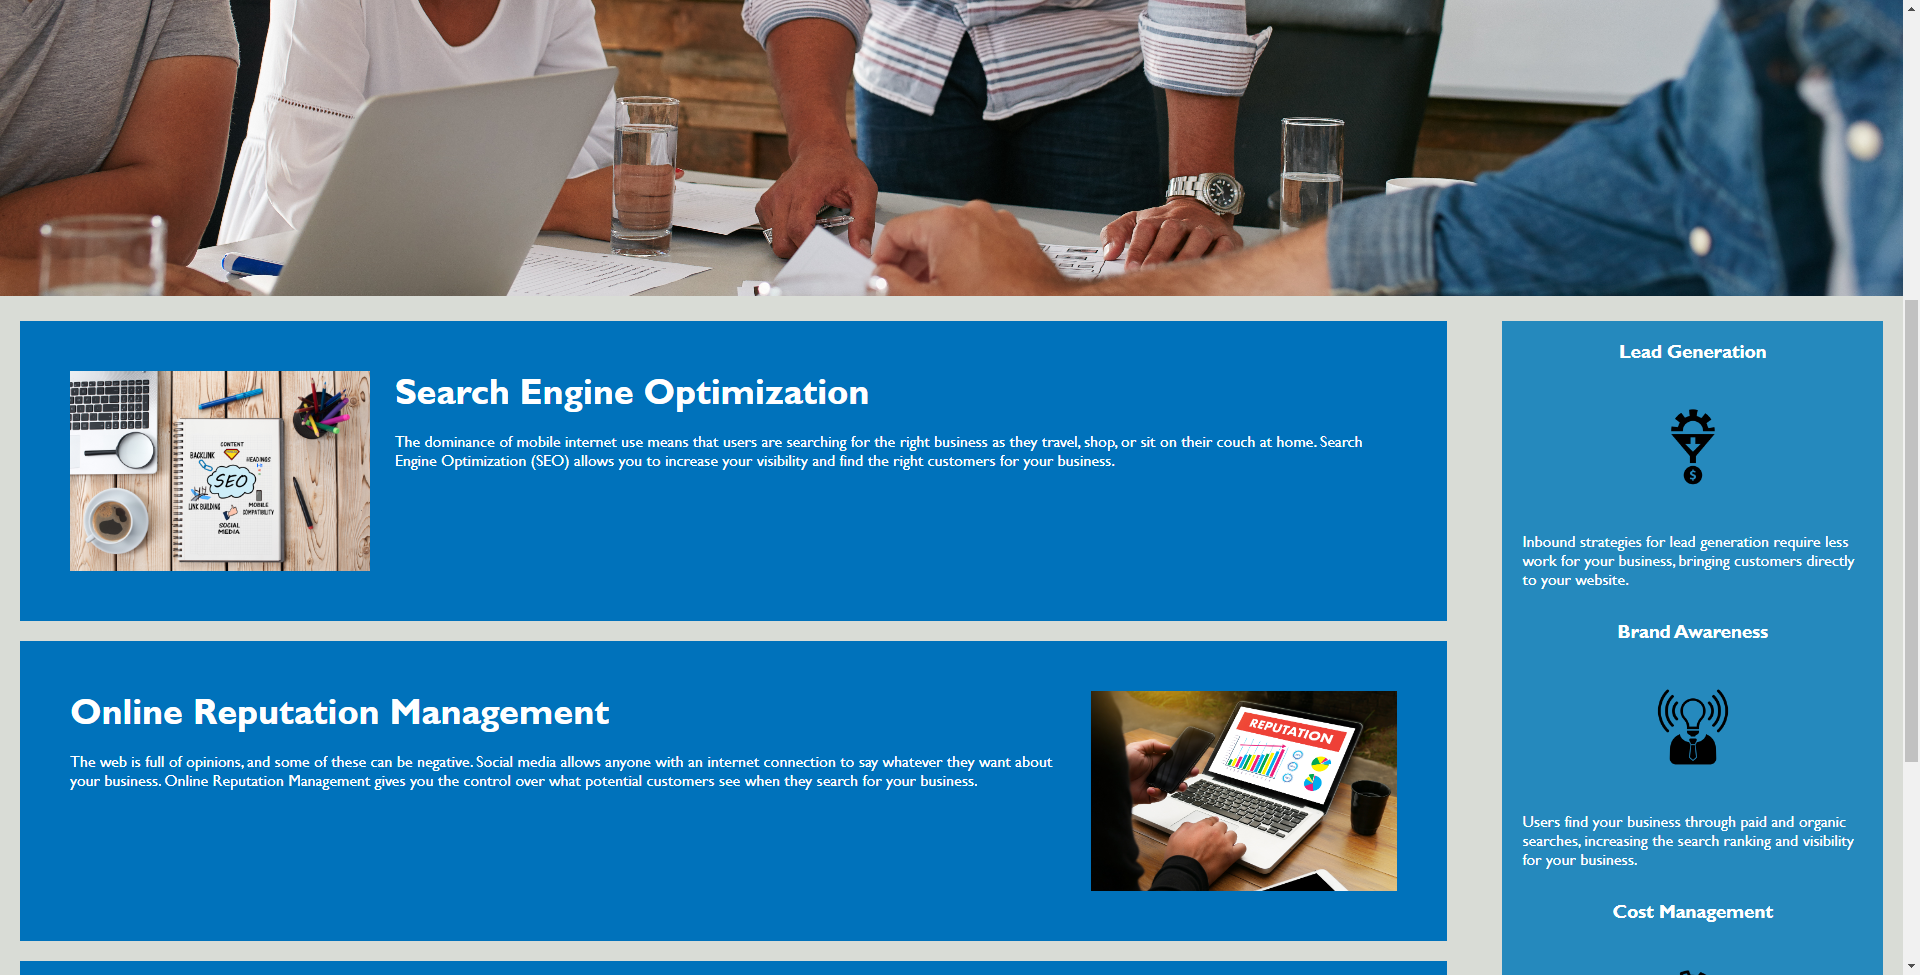 Search Engine Optimization
The dominance of mobile internet use means that users are searching for the right business as they travel, shop, or sit on their couch at home. Search
Engine Optimization (SEO) allows you to increase your visibility and find the right customers for your business.
CONTENT
BACKLINK
HEADINGS
SEO
LINK BUILDING
MOBILE
COMPATIBILITY
SOCIAL
MEDIA
Online Reputation Management
The web is full of opinions, and some of these can be negative. Social media allows anyone with an internet connection to say whatever they want about
your business. Online Reputation Management gives you the control over what potential customers see when they search for your business.
REPUTATION
Lead Generation
$
Inbound strategies for lead generation require less
work for your business, bringing customers directly
to your website.
Brand Awareness
Users find your business through paid and organic
searches, increasing the search ranking and visibility
for your business.
Cost Management